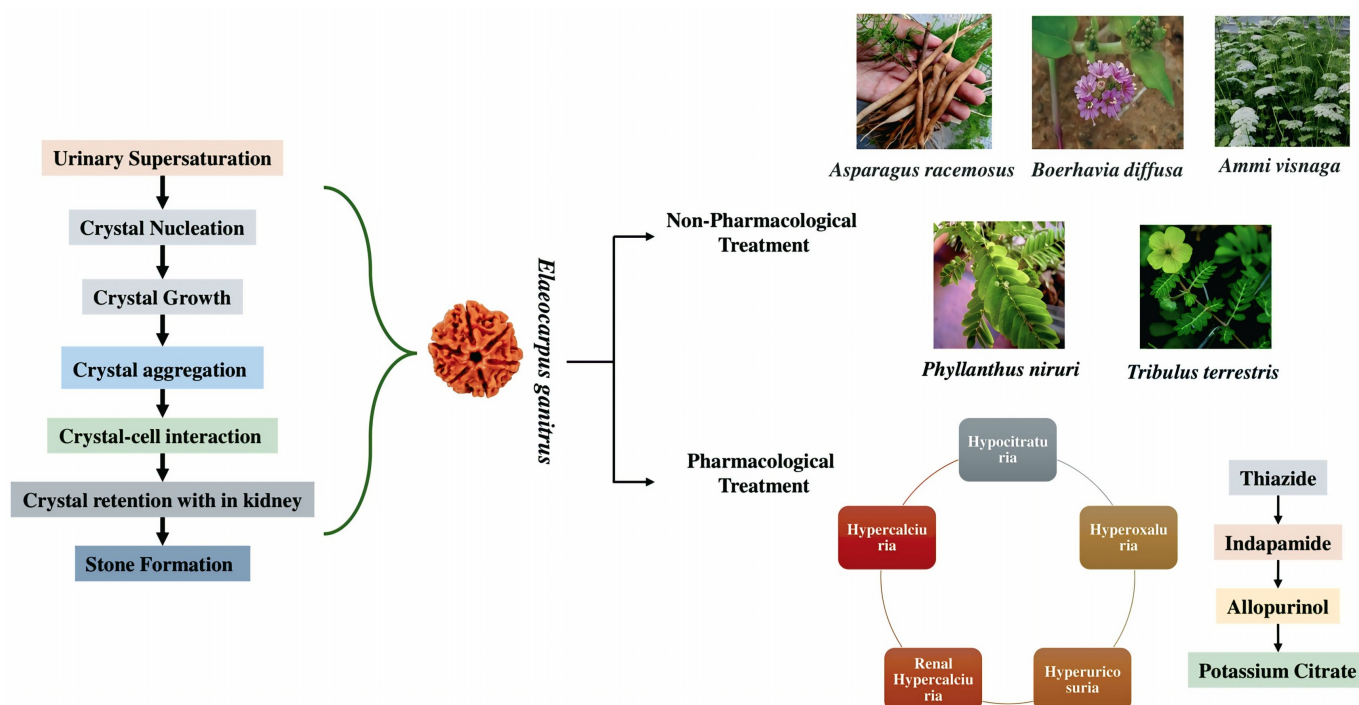 Urinary Supersaturation
Crystal Nucleation
Crystal Growth
Crystal aggregation
Crystal-cell interaction
Crystal retention with in kidney
Stone Formation
Elaeocarpus ganitrus
Non-Pharmacological
Treatment
Pharmacological
Treatment
Asparagus racemosus
Boerhavia diffusa
Ammi visnaga
Phyllanthus niruri
Tribulus terrestris
Hypocitratu
ria
Hyperoxalu
ria
Hyperurico
suria
Renal
Hypercalciu
ria
Hypercalciu
ria
Thiazide
Indapamide
Allopurinol
Potassium Citrate